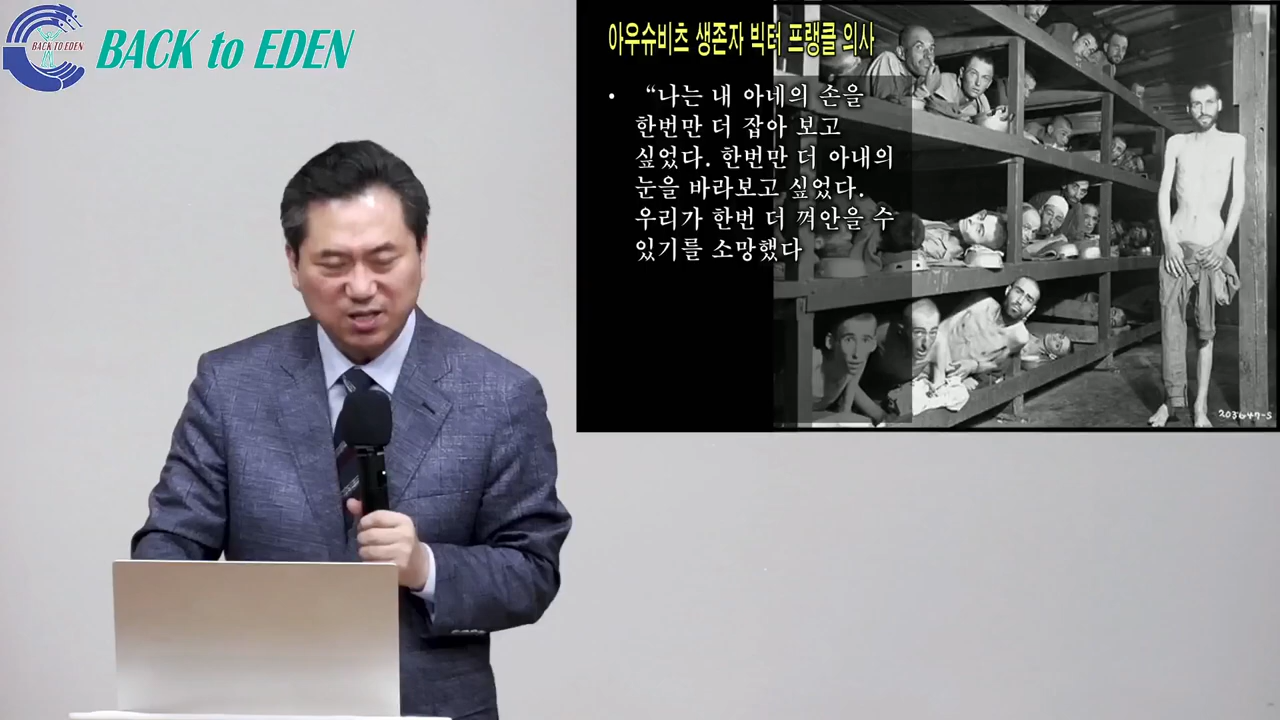 BACK TO EDEN
BACK to EDEN
아우슈비츠 생존자 빅터 프랭클 의사
• “나는 내 아네의 손을
한번만 더 잡아 보고
싶었다. 한번만 더 아내의
눈을 바라보고 싶었다.
우리가 한번 더 껴안을 수
있기를 소망했다
203647-S